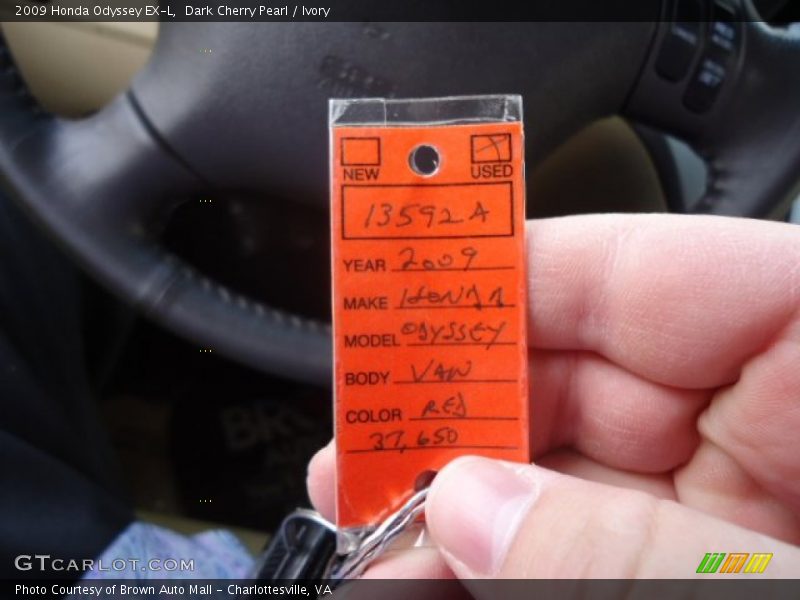 2009 Honda Odyssey EX-L,  Dark Cherry Pearl / Ivory
NEW USED
13592A
YEAR 2009
MAKE HONDA
MODEL ODYSSEY
BODY VAN
COLOR RED
37,650
GTCARLOT.COM
Photo Courtesy of Brown Auto Mall - Charlottesville, VA